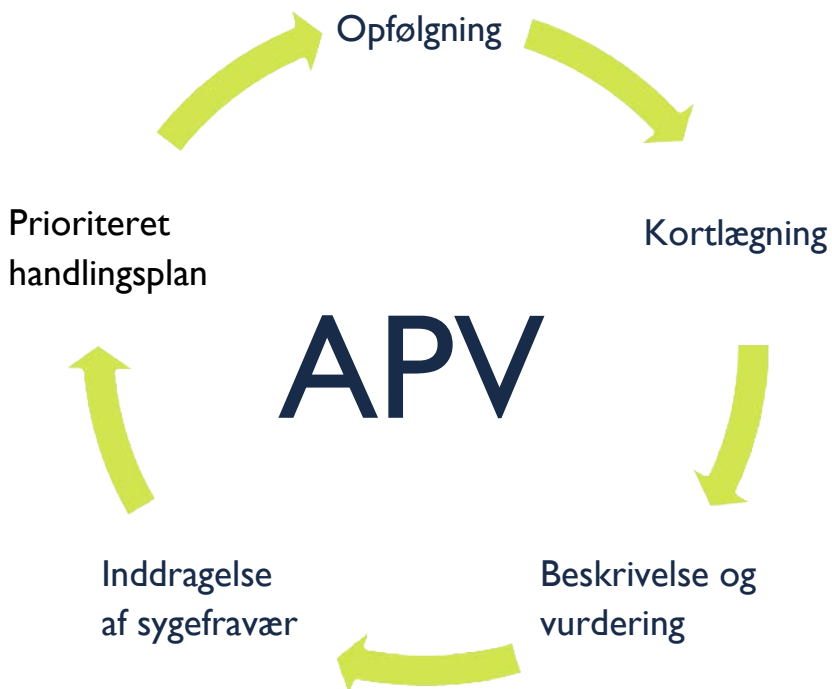 Opfølgning
Kortlægning
Beskrivelse og
vurdering
Inddragelse
af sygefravær
Prioriteret
handlingsplan
APV